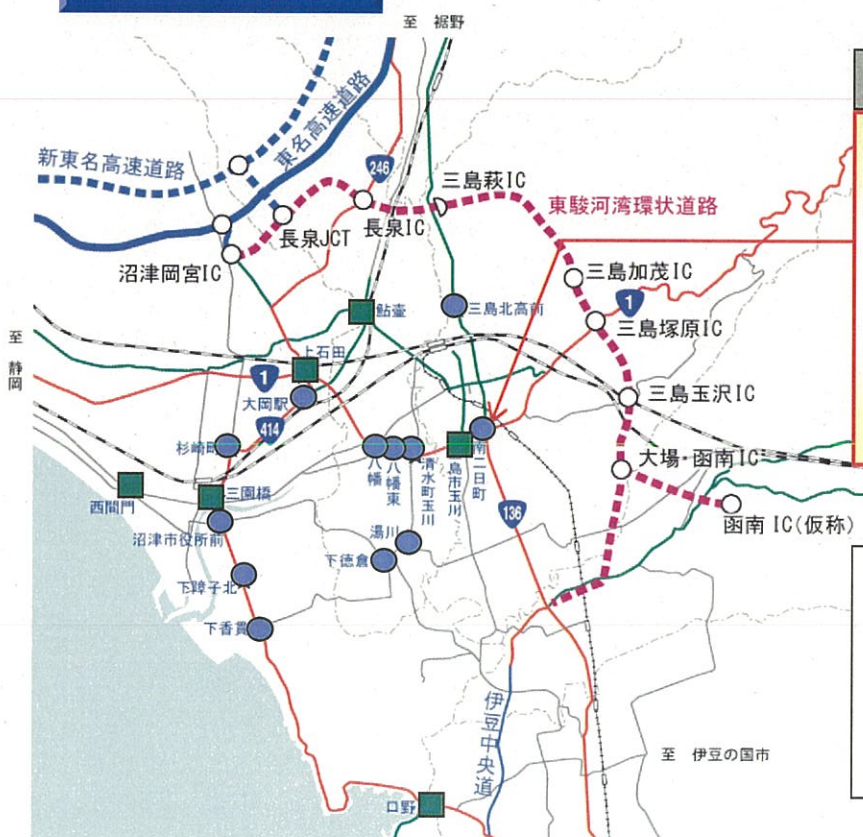 至 裾野
新東名高速道路
東名高速道路
246
三島萩IC
東駿河湾環状道路
長泉IC
長泉JCT
沼津岡宮IC
三島加茂IC
1
三島塚原IC
鮎壷
三島北高前
至 静岡
上石田
1
大岡駅
三島玉沢IC
414
杉崎町
八幡
八幡東
清水町玉川
島市玉川
南二日町
大場・函南IC
西間門
三園橋
136
函南 IC(仮称)
沼津市役所前
湯川
下徳倉
下障子北
下香貫
伊豆中央道
至 伊豆の国市
口野